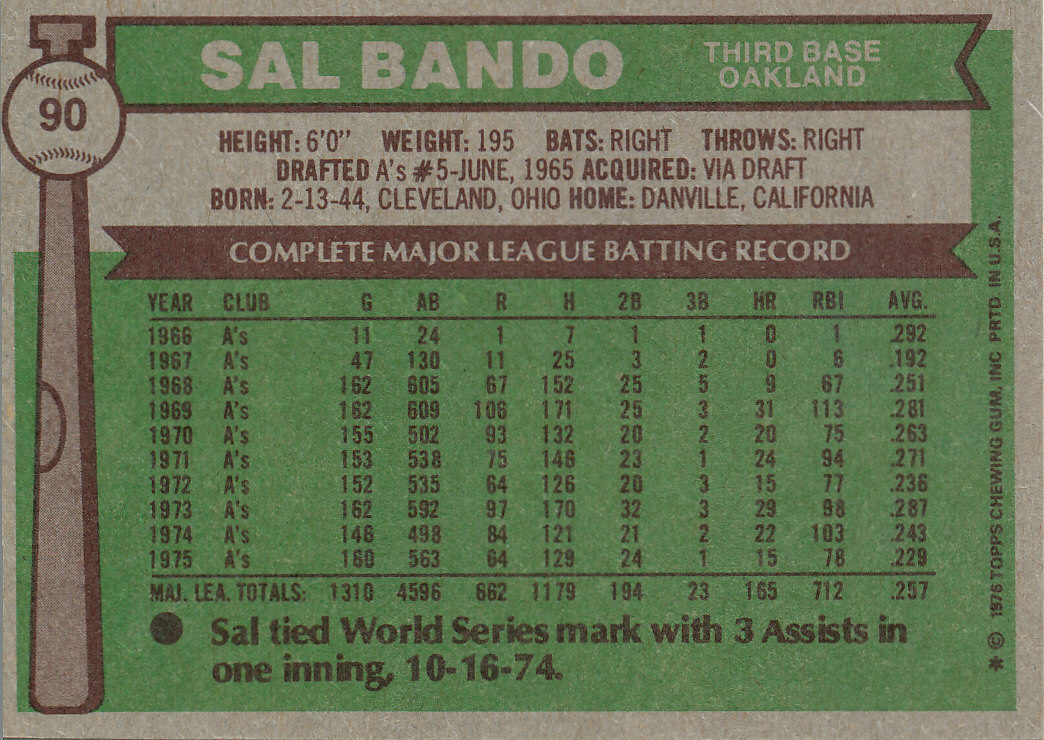 90
SAL BANDO
THIRD BASE
OAKLAND
HEIGHT: 6'0" WEIGHT: 195 BATS: RIGHT THROWS: RIGHT
DRAFTED A's #5-JUNE, 1965 ACQUIRED: VIA DRAFT
BORN: 2-13-44, CLEVELAND, OHIO HOME: DANVILLE, CALIFORNIA
COMPLETE MAJOR LEAGUE BATTING RECORD
YEAR CLUB G AB R H 2B 3B HR RBI AVG.
1966 A's 11 24 1 7 1 1 0 1 .292
1967 A's 47 130 11 25 3 2 0 6 .192
1968 A's 162 605 67 152 25 5 9 67 .251
1969 A's 162 609 106 171 25 3 31 113 .281
1970 A's 155 502 93 132 20 2 20 75 .263
1971 A's 153 538 75 146 23 1 24 94 .271
1972 A's 152 535 64 126 20 3 15 77 .236
1973 A's 162 592 97 170 32 3 29 98 .287
1974 A's 146 498 84 121 21 2 22 103 .243
1975 A's 160 563 64 129 24 1 15 78 .229
MAJ. LEA. TOTALS: 1310 4596 662 1179 194 23 165 712 .257
● Sal tied World Series mark with 3 Assists in
one inning, 10-16-74.
* © 1976 TOPPS CHEWING GUM, INC PRTD. IN U.S.A.